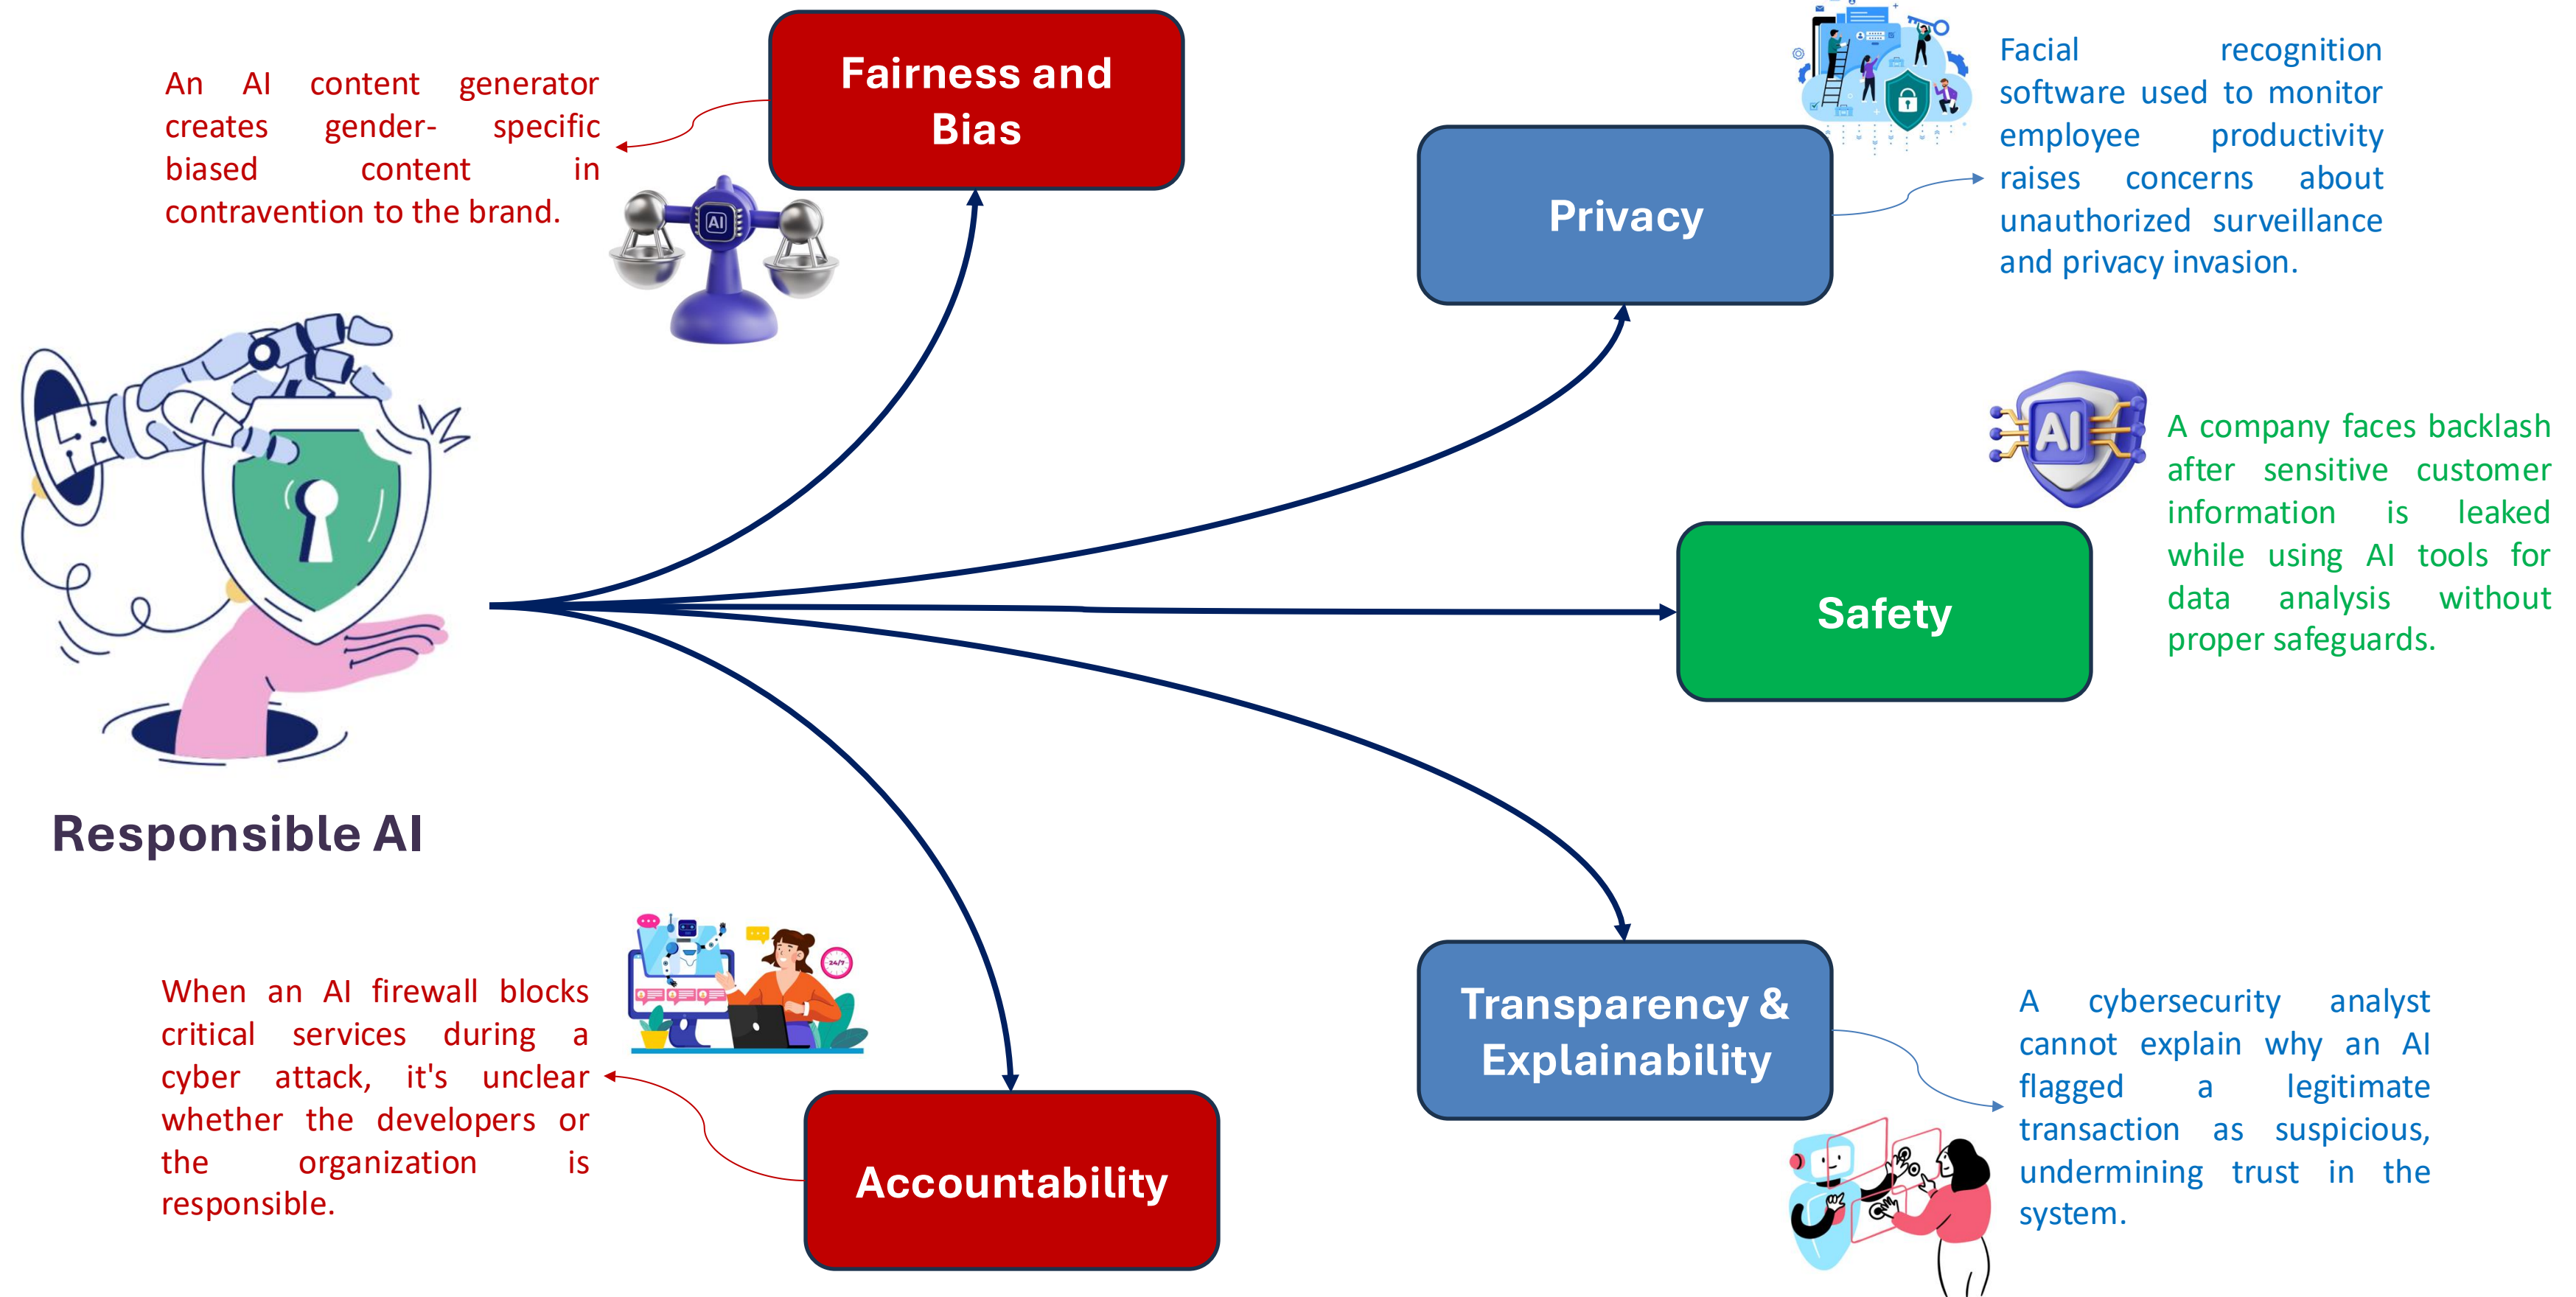 Fairness and
Bias
An AI content generator
creates gender- specific
biased content in
contravention to the brand.
AI
Privacy
Facial recognition
software used to monitor
employee productivity
raises concerns about
unauthorized surveillance
and privacy invasion.
AI
Safety
A company faces backlash
after sensitive customer
information is leaked
while using AI tools for
data analysis without
proper safeguards.
Responsible AI
24/7
When an AI firewall blocks
critical services during a
cyber attack, it's unclear
whether the developers or
the organization is
responsible.
Accountability
Transparency &
Explainability
A cybersecurity analyst
cannot explain why an AI
flagged a legitimate
transaction as suspicious,
undermining trust in the
system.